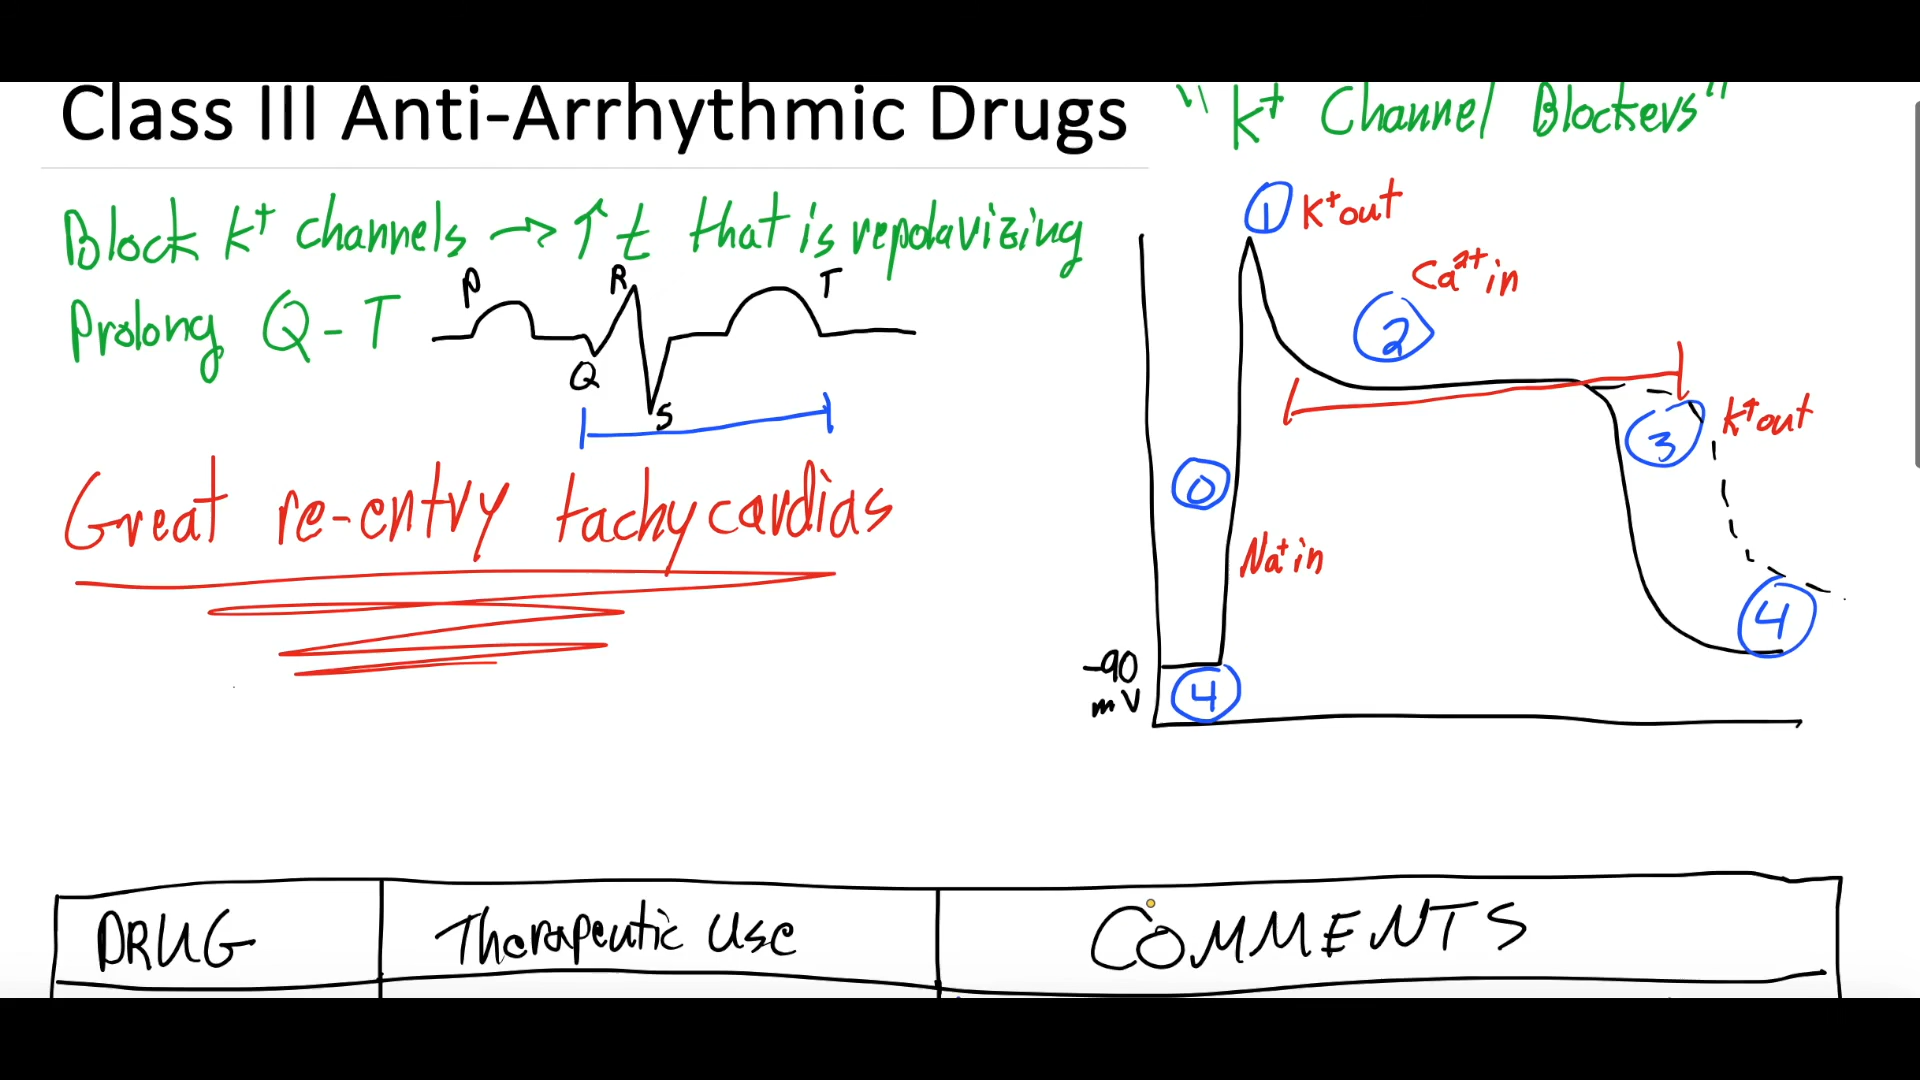 Class III Anti-Arrhythmic Drugs
"K+ Channel Blockers"
Block K+ channels → ↑ t that is repolarizing
Prolong Q-T
P
R
T
Q
S
Great re-entry tachycardias
1 K+ out
Ca2+ in
2
3
K+ out
0
Na+ in
4
-90
mV
4
DRUG
Therapeutic Use
COMMENTS